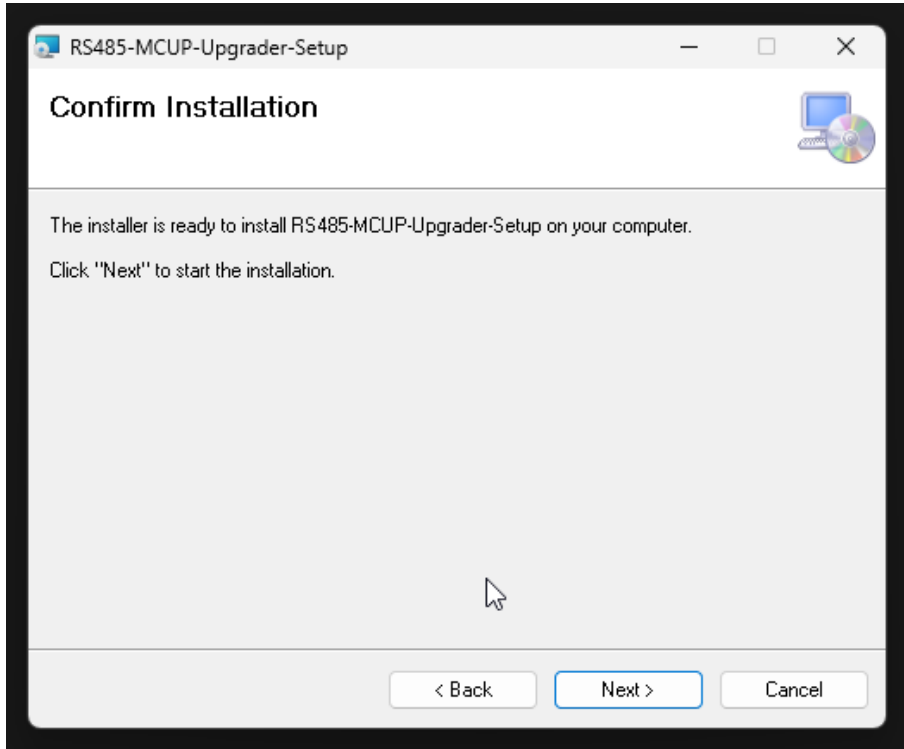 RS485-MCUP-Upgrader-Setup
Confirm Installation
The installer is ready to install RS485-MCUP-Upgrader-Setup on your computer.
Click "Next" to start the installation.
< Back
Next >
Cancel